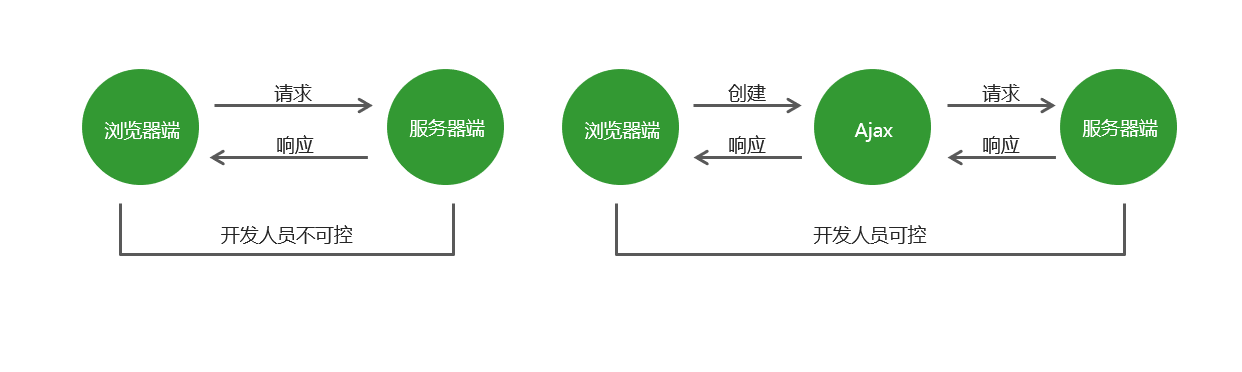 请求
浏览器端
服务器端
响应
开发人员不可控
创建
请求
浏览器端
Ajax
服务器端
响应
响应
开发人员可控